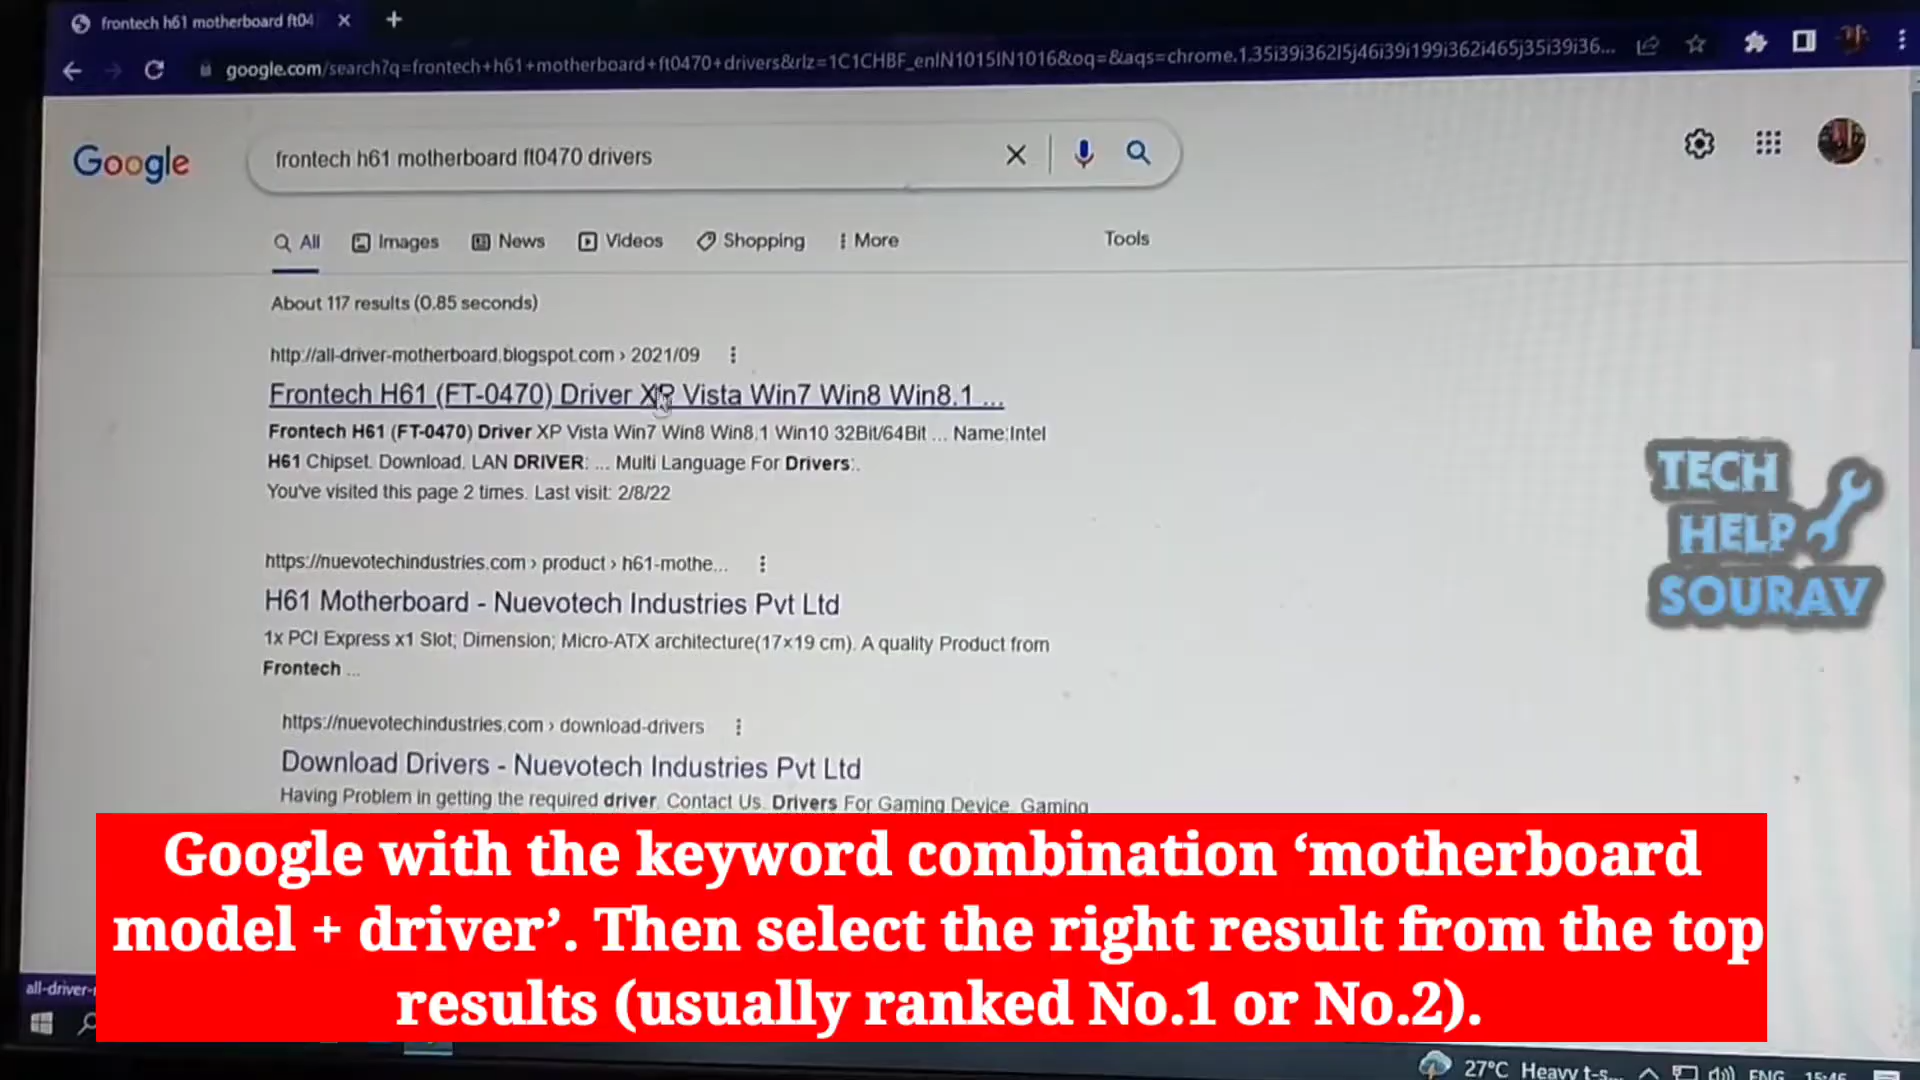 frontech h61 motherboard ft04
google.com/search?q=frontech+h61+motherboard+ft0470+drivers&rlz=1C1CHBF_enIN1015IN1016&oq=&aqs=chrome.1.35i39i362l5j46i39i199i362i465j35i39i36...
Google
frontech h61 motherboard ft0470 drivers
All Images News Videos Shopping More Tools
About 117 results (0.85 seconds)
http://all-driver-motherboard.blogspot.com › 2021/09
Frontech H61 (FT-0470) Driver XP Vista Win7 Win8 Win8.1 ...
Frontech H61 (FT-0470) Driver XP Vista Win7 Win8 Win8.1 Win10 32Bit/64Bit ... Name:Intel
H61 Chipset. Download. LAN DRIVER: ... Multi Language For Drivers:.
You've visited this page 2 times. Last visit: 2/8/22
https://nuevotechindustries.com › product › h61-mothe...
H61 Motherboard - Nuevotech Industries Pvt Ltd
1x PCI Express x1 Slot; Dimension; Micro-ATX architecture(17×19 cm). A quality Product from
Frontech ...
https://nuevotechindustries.com › download-drivers
Download Drivers - Nuevotech Industries Pvt Ltd
Having Problem in getting the required driver. Contact Us. Drivers For Gaming Device. Gaming
TECH
HELP
SOURAV
Google with the keyword combination ‘motherboard
model + driver’. Then select the right result from the top
results (usually ranked No.1 or No.2).
all-driver-
27°C Heavy t-s... ENG 15:46